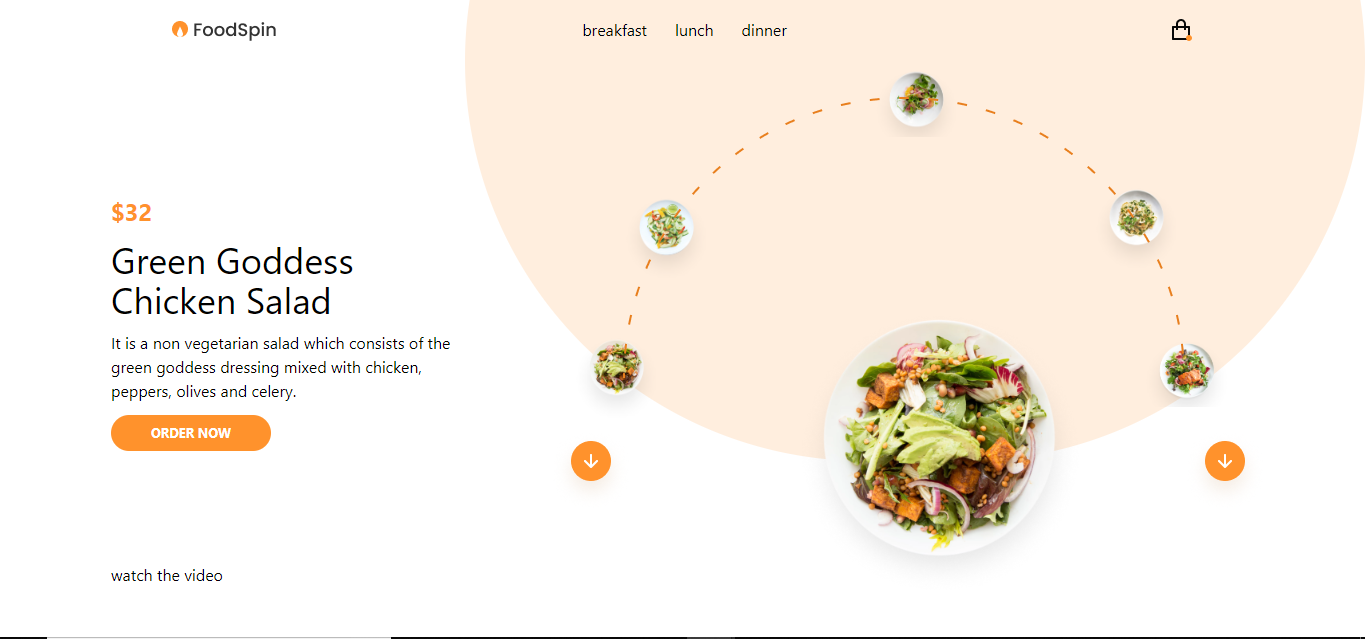 FoodSpin
breakfast lunch dinner
$32
Green Goddess
Chicken Salad
It is a non vegetarian salad which consists of the
green goddess dressing mixed with chicken,
peppers, olives and celery.
ORDER NOW
watch the video